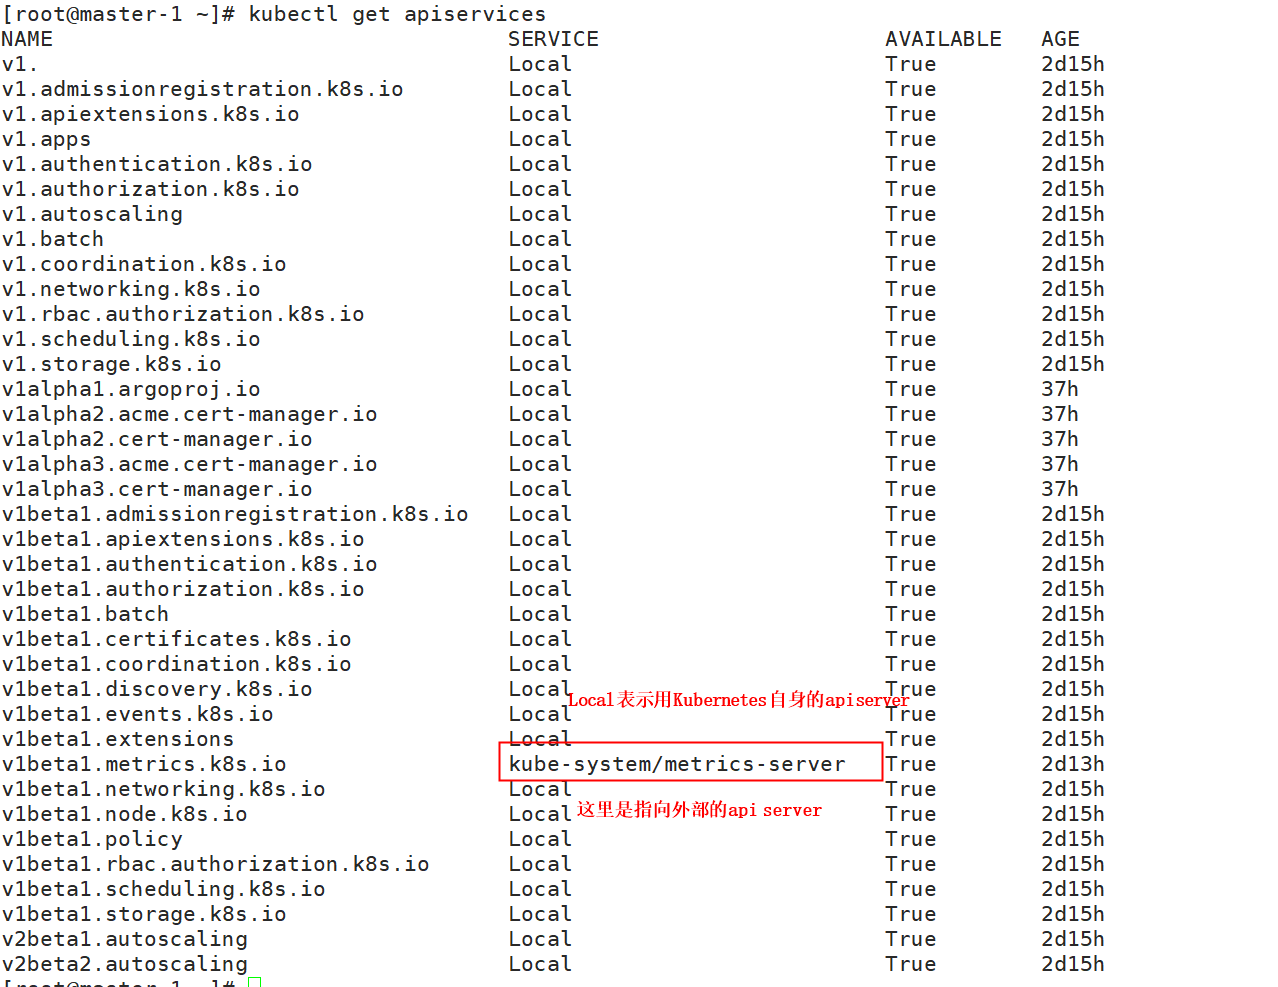 [root@master-1 ~]# kubectl get apiservices
NAME SERVICE AVAILABLE AGE
v1. Local True 2d15h
v1.admissionregistration.k8s.io Local True 2d15h
v1.apiextensions.k8s.io Local True 2d15h
v1.apps Local True 2d15h
v1.authentication.k8s.io Local True 2d15h
v1.authorization.k8s.io Local True 2d15h
v1.autoscaling Local True 2d15h
v1.batch Local True 2d15h
v1.coordination.k8s.io Local True 2d15h
v1.networking.k8s.io Local True 2d15h
v1.rbac.authorization.k8s.io Local True 2d15h
v1.scheduling.k8s.io Local True 2d15h
v1.storage.k8s.io Local True 2d15h
v1alpha1.argoproj.io Local True 37h
v1alpha2.acme.cert-manager.io Local True 37h
v1alpha2.cert-manager.io Local True 37h
v1alpha3.acme.cert-manager.io Local True 37h
v1alpha3.cert-manager.io Local True 37h
v1beta1.admissionregistration.k8s.io Local True 2d15h
v1beta1.apiextensions.k8s.io Local True 2d15h
v1beta1.authentication.k8s.io Local True 2d15h
v1beta1.authorization.k8s.io Local True 2d15h
v1beta1.batch Local True 2d15h
v1beta1.certificates.k8s.io Local True 2d15h
v1beta1.coordination.k8s.io Local True 2d15h
v1beta1.discovery.k8s.io Local True 2d15h
Local表示用Kubernetes自身的apiserver
v1beta1.events.k8s.io Local True 2d15h
v1beta1.extensions Local True 2d15h
v1beta1.metrics.k8s.io kube-system/metrics-server True 2d13h
v1beta1.networking.k8s.io Local True 2d15h
这里是指向外部的api server
v1beta1.node.k8s.io Local True 2d15h
v1beta1.policy Local True 2d15h
v1beta1.rbac.authorization.k8s.io Local True 2d15h
v1beta1.scheduling.k8s.io Local True 2d15h
v1beta1.storage.k8s.io Local True 2d15h
v2beta1.autoscaling Local True 2d15h
v2beta2.autoscaling Local True 2d15h
[root@master-1 ~]#